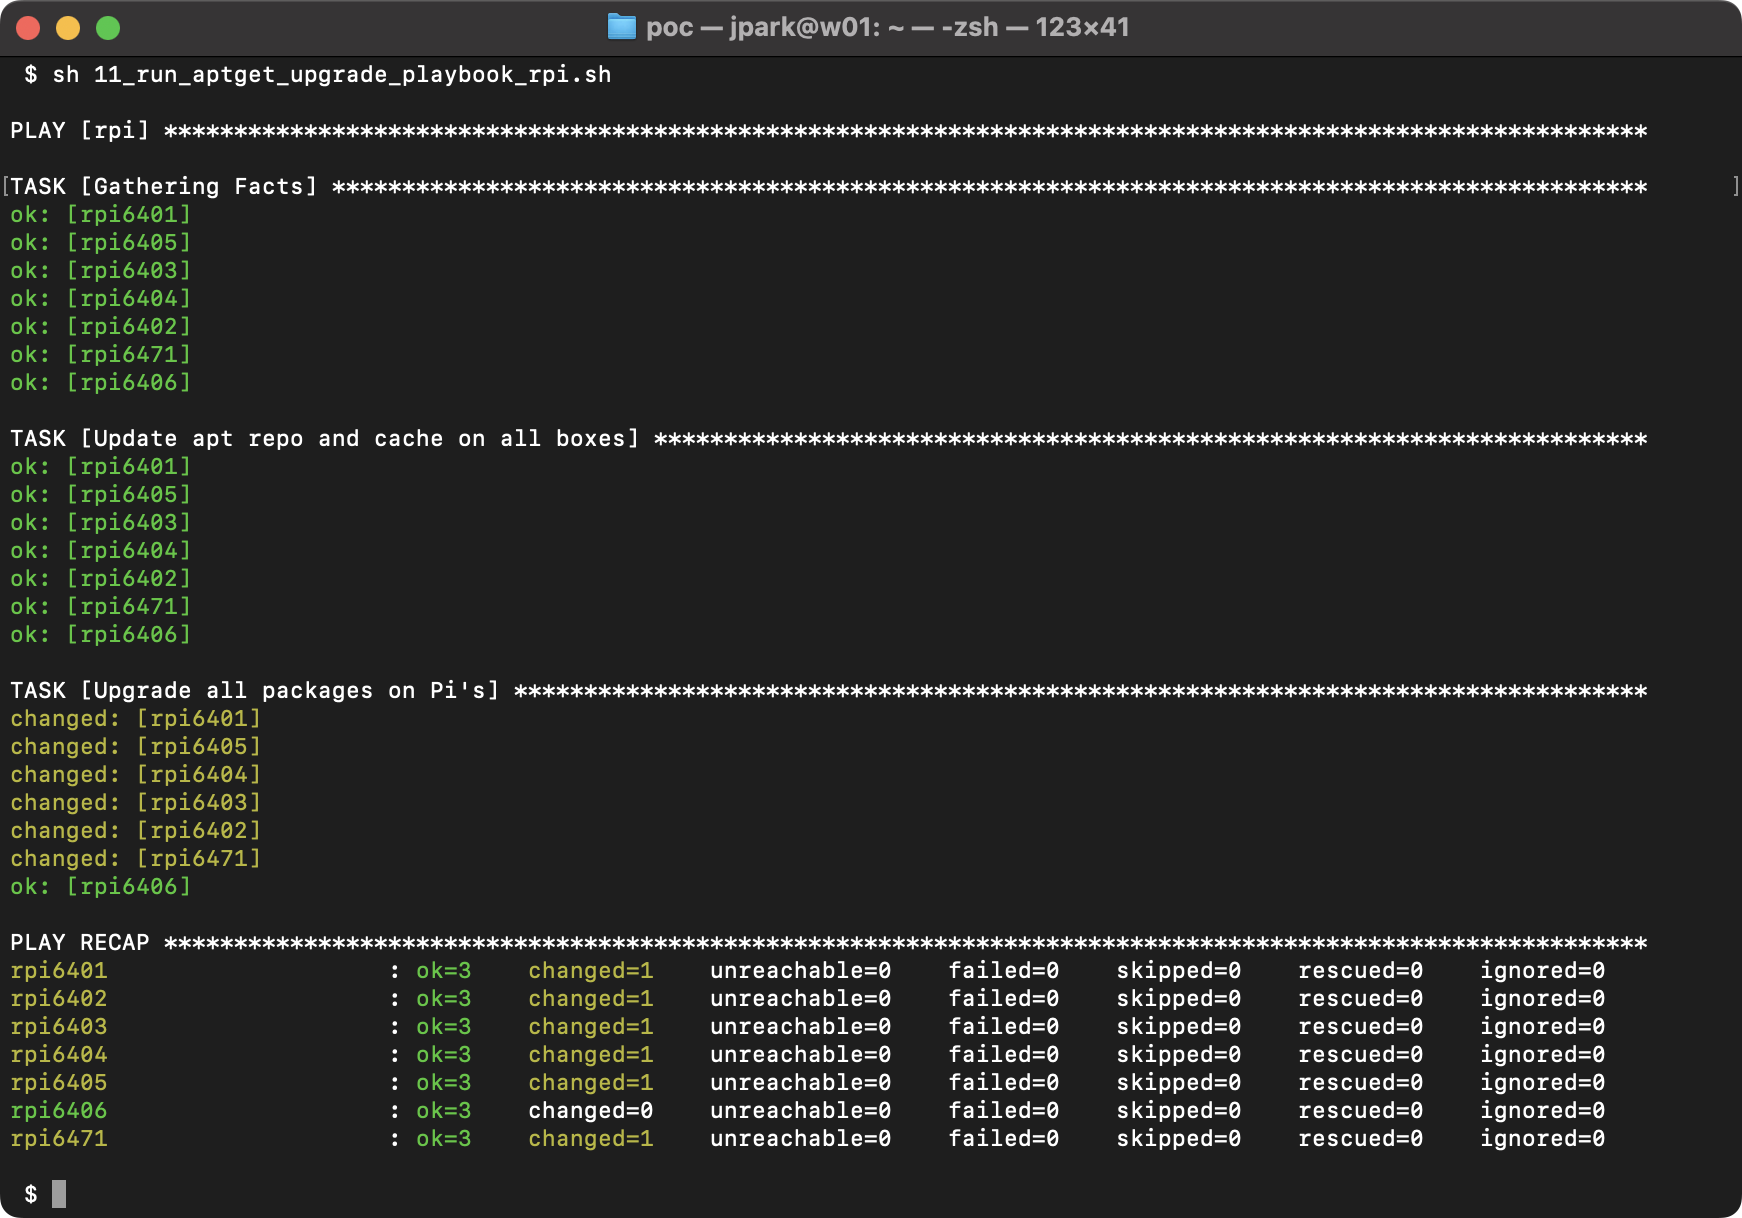 poc — jpark@w01: ~ — -zsh — 123×41
$ sh 11_run_aptget_upgrade_playbook_rpi.sh
PLAY [rpi] **********************************************************************************************************
[TASK [Gathering Facts] **********************************************************************************************]
ok: [rpi6401]
ok: [rpi6405]
ok: [rpi6403]
ok: [rpi6404]
ok: [rpi6402]
ok: [rpi6471]
ok: [rpi6406]
TASK [Update apt repo and cache on all boxes] ***********************************************************************
ok: [rpi6401]
ok: [rpi6405]
ok: [rpi6403]
ok: [rpi6404]
ok: [rpi6402]
ok: [rpi6471]
ok: [rpi6406]
TASK [Upgrade all packages on Pi's] *********************************************************************************
changed: [rpi6401]
changed: [rpi6405]
changed: [rpi6404]
changed: [rpi6403]
changed: [rpi6402]
changed: [rpi6471]
ok: [rpi6406]
PLAY RECAP **********************************************************************************************************
rpi6401                    : ok=3    changed=1    unreachable=0    failed=0    skipped=0    rescued=0    ignored=0
rpi6402                    : ok=3    changed=1    unreachable=0    failed=0    skipped=0    rescued=0    ignored=0
rpi6403                    : ok=3    changed=1    unreachable=0    failed=0    skipped=0    rescued=0    ignored=0
rpi6404                    : ok=3    changed=1    unreachable=0    failed=0    skipped=0    rescued=0    ignored=0
rpi6405                    : ok=3    changed=1    unreachable=0    failed=0    skipped=0    rescued=0    ignored=0
rpi6406                    : ok=3    changed=0    unreachable=0    failed=0    skipped=0    rescued=0    ignored=0
rpi6471                    : ok=3    changed=1    unreachable=0    failed=0    skipped=0    rescued=0    ignored=0
$